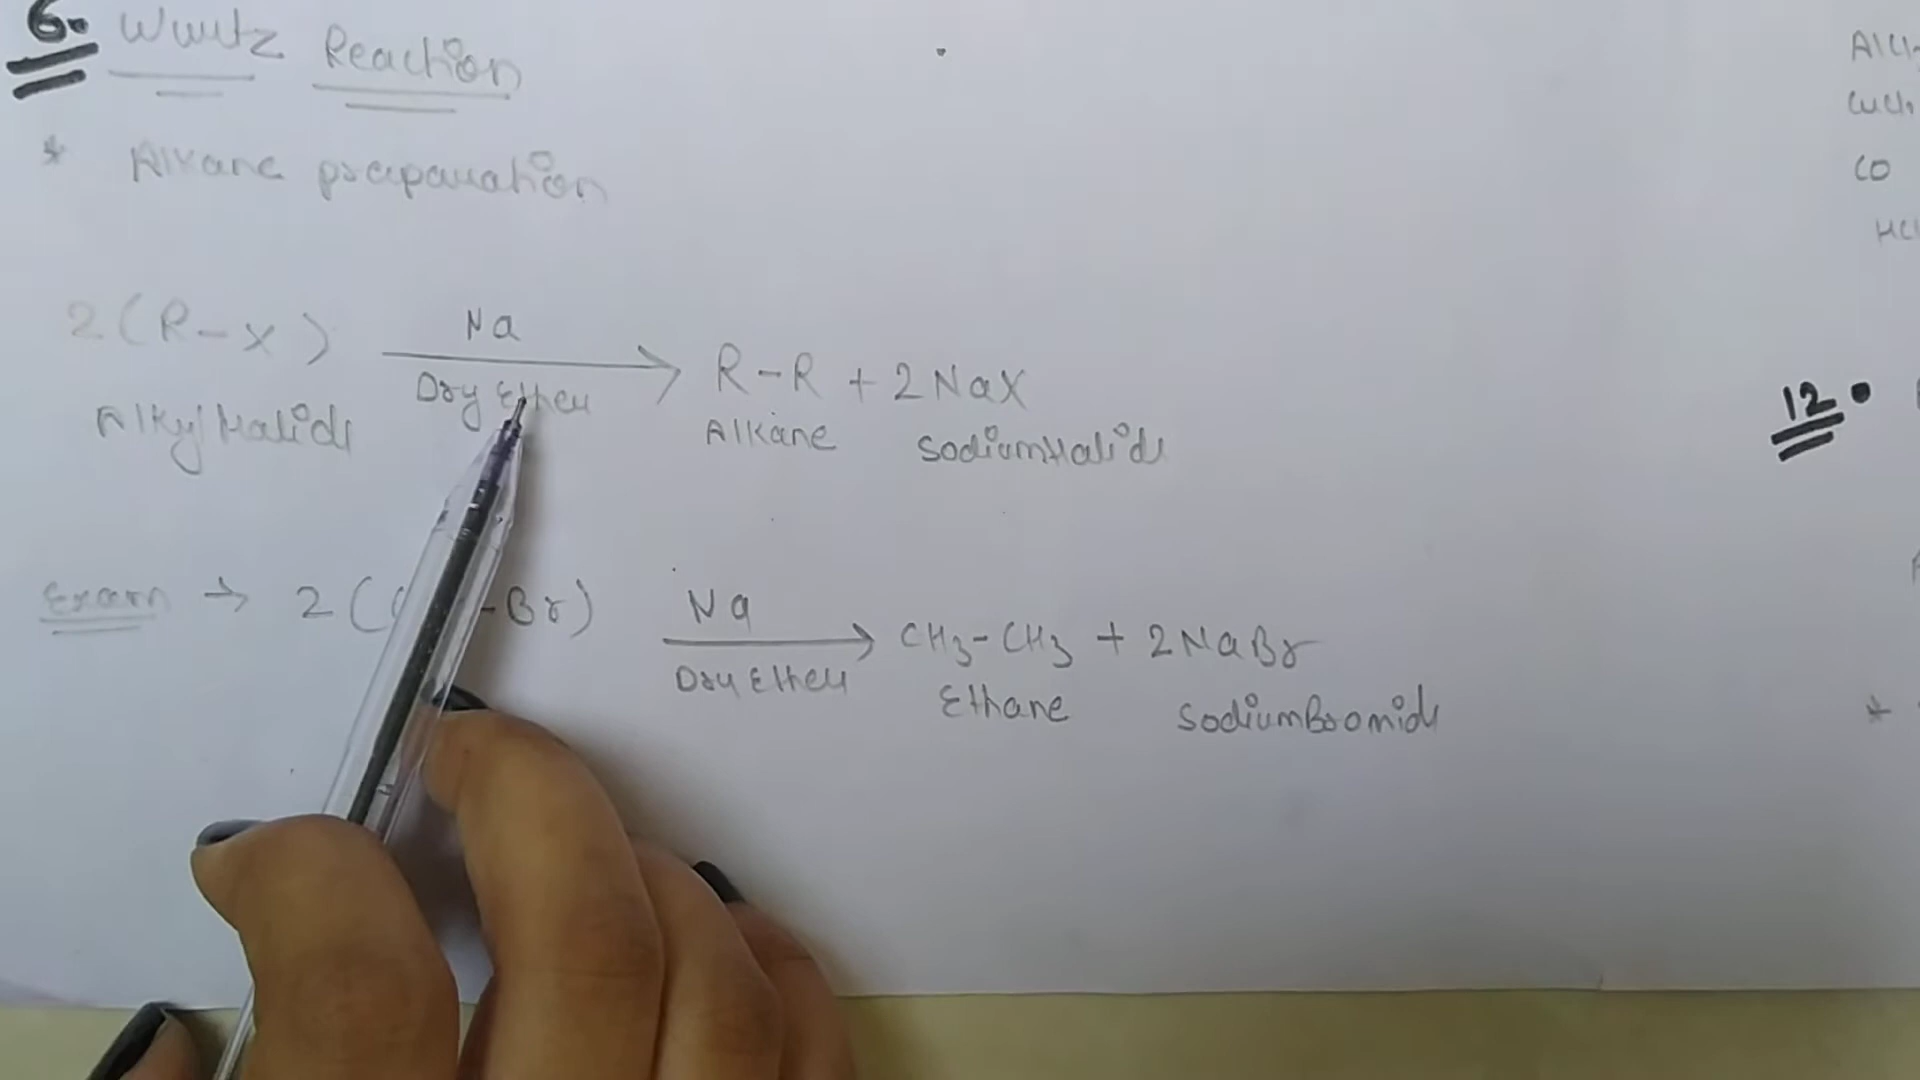 6. Wurtz Reaction
* Alkane preparation
2(R-X) Na Dry Ether R-R + 2NaX
Alkyl Halide Alkane Sodium Halide
Exam → 2( -Br) Na Dry Ether CH3-CH3 + 2NaBr
Ethane Sodium Bromide
CO
12.
*